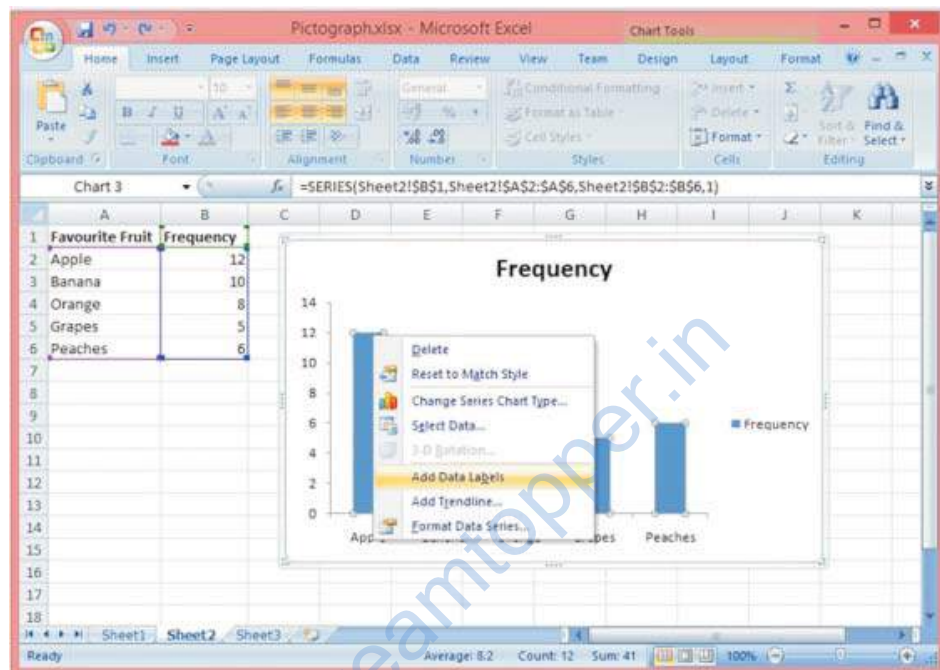 Pictograph.xlsx - Microsoft Excel
Chart Tools
Home Insert Page Layout Formulas Data Review View Team Design Layout Format
Paste
10
B I U A A
General
%
Conditional Formatting
Format as Table
Cell Styles
Insert
Delete
Format
Σ
Sort & Filter
Find & Select
Clipboard Font Alignment Number Styles Cells Editing
Chart 3 fx =SERIES(Sheet2!$B$1,Sheet2!$A$2:$A$6,Sheet2!$B$2:$B$6,1)
A B C D E F G H I J K
1 Favourite Fruit Frequency
2 Apple 12
3 Banana 10
4 Orange 8
5 Grapes 5
6 Peaches 6
7
8
9
10
11
12
13
14
15
16
17
18
Frequency
14
12
10
8
6
4
2
0
Peaches
Frequency
Delete
Reset to Match Style
Change Series Chart Type...
Select Data...
3-D Rotation...
Add Data Labels
Add Trendline...
Format Data Series...
eamtopper.in
Sheet1 Sheet2 Sheet3
Ready Average: 8.2 Count: 12 Sum: 41 100%